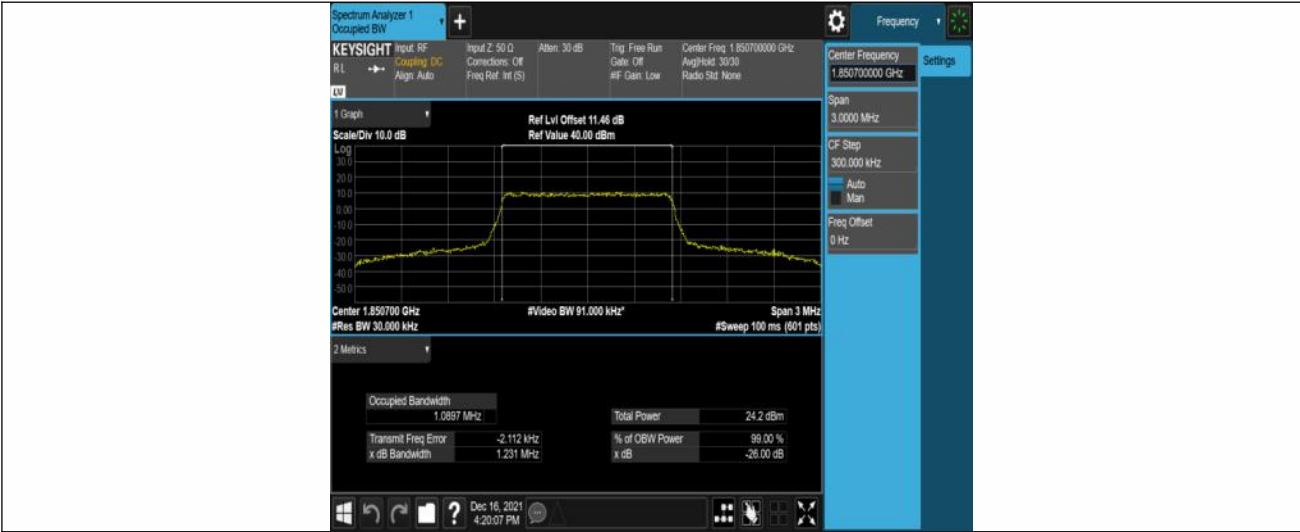 Spectrum Analyzer 1
Occupied BW
+
Frequency
KEYSIGHT
R L
Input: RF
Coupling: DC
Align: Auto
Input Z: 50 Ω
Corrections: Off
Freq Ref: Int (S)
Atten: 30 dB
Trig: Free Run
Gate: Off
#IF Gain: Low
Center Freq: 1.850700000 GHz
Avg|Hold: 30/30
Radio Std: None
Center Frequency
1.850700000 GHz
Settings
Span
3.0000 MHz
CF Step
300.000 kHz
Auto
Man
Freq Offset
0 Hz
1 Graph
Scale/Div 10.0 dB
Ref Lvl Offset 11.46 dB
Ref Value 40.00 dBm
Log
30.0
20.0
10.0
0.00
-10.0
-20.0
-30.0
-40.0
-50.0
Center 1.850700 GHz
#Video BW 91.000 kHz*
Span 3 MHz
#Res BW 30.000 kHz
#Sweep 100 ms (601 pts)
2 Metrics
Occupied Bandwidth
1.0897 MHz
Total Power
24.2 dBm
Transmit Freq Error
-2.112 kHz
% of OBW Power
99.00 %
x dB Bandwidth
1.231 MHz
x dB
-26.00 dB
?
Dec 16, 2021
4:20:07 PM